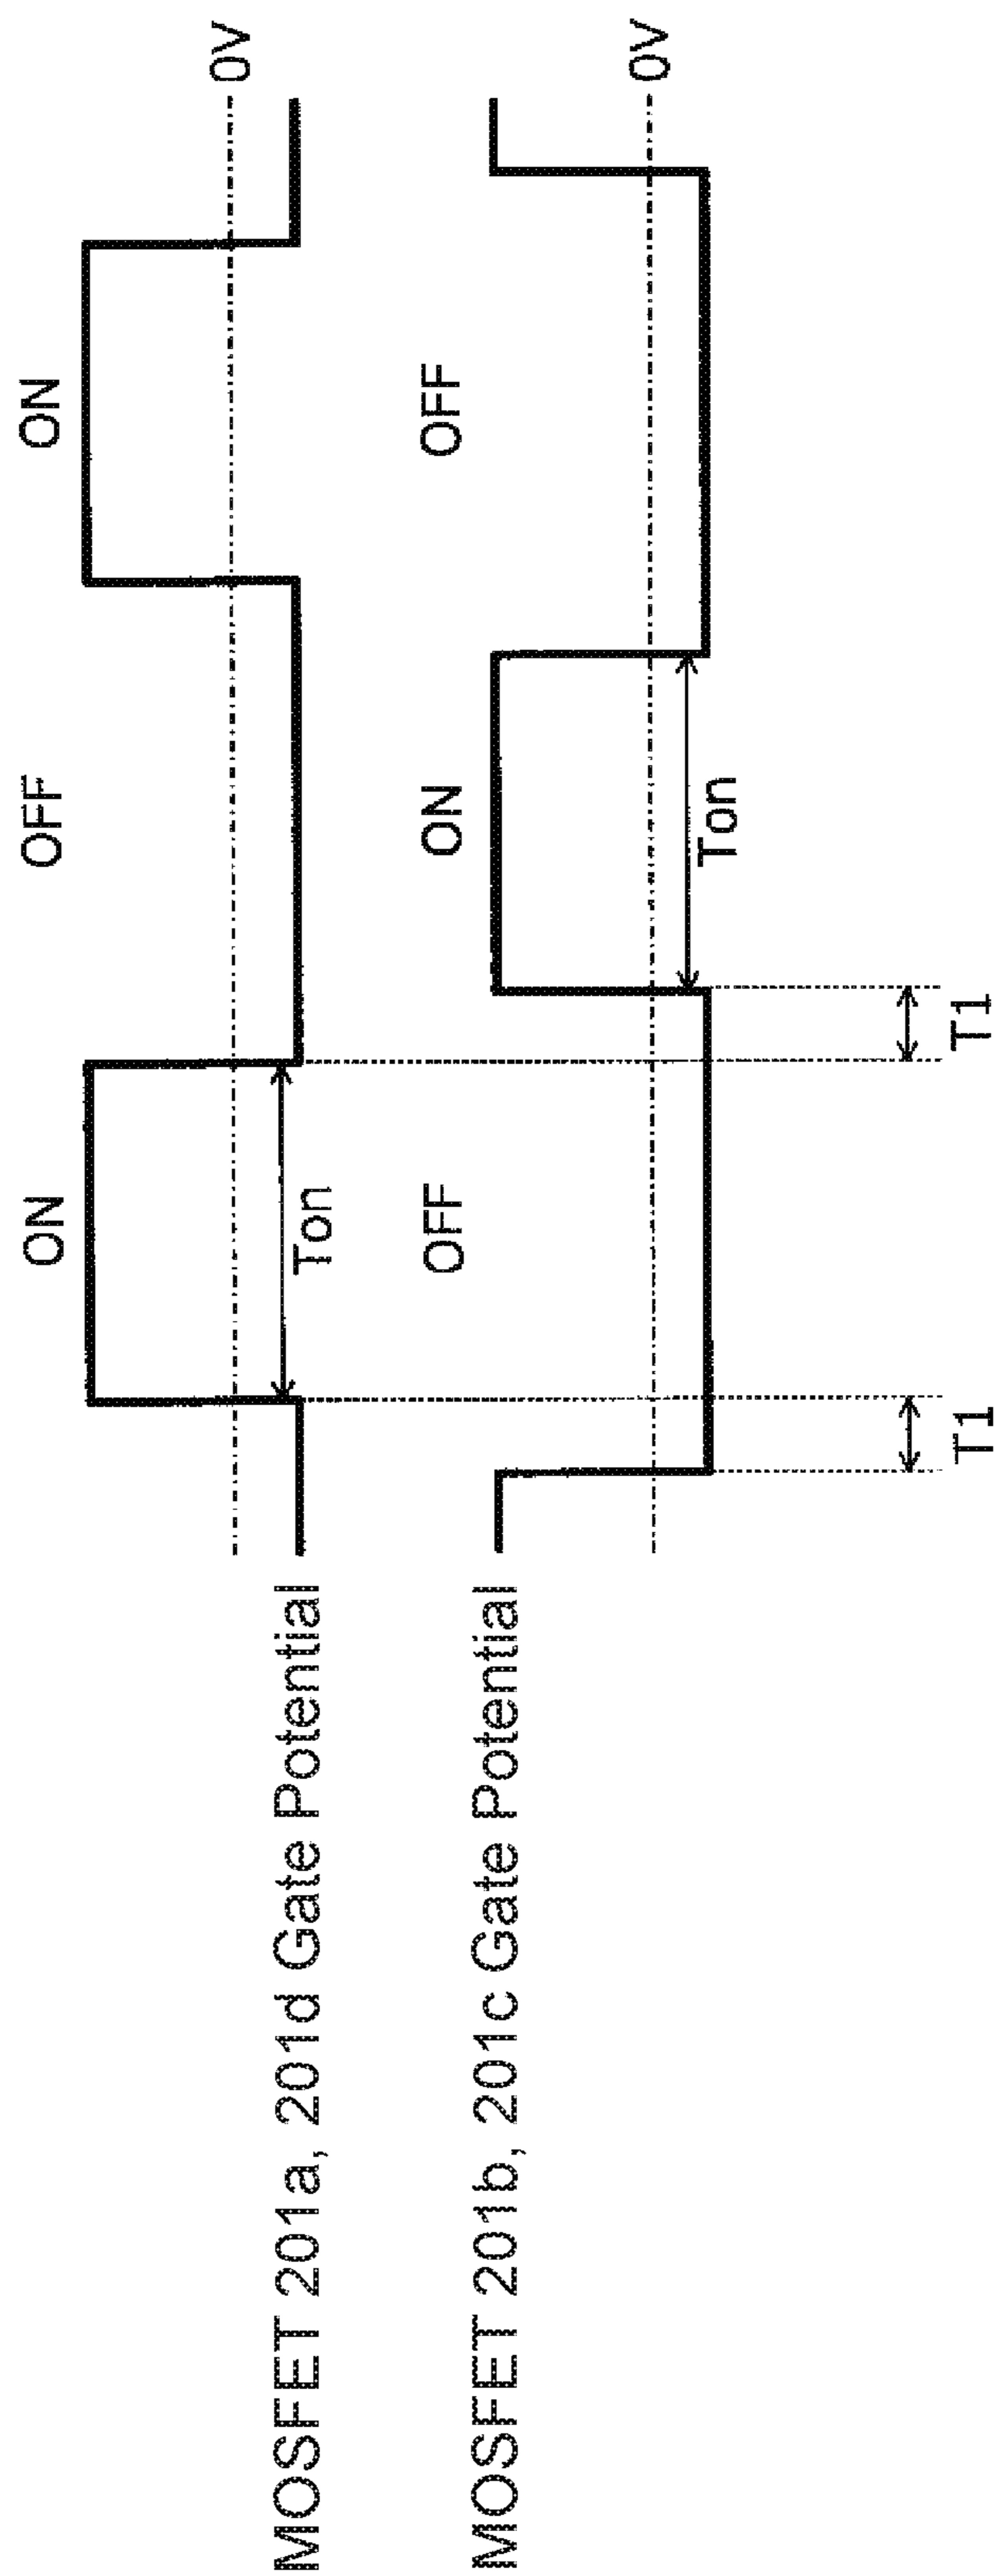 ON
OFF
ON
0V
MOSFET 201a, 201d Gate Potential
Ton
OFF
ON
OFF
0V
MOSFET 201b, 201c Gate Potential
Ton
T1
T1